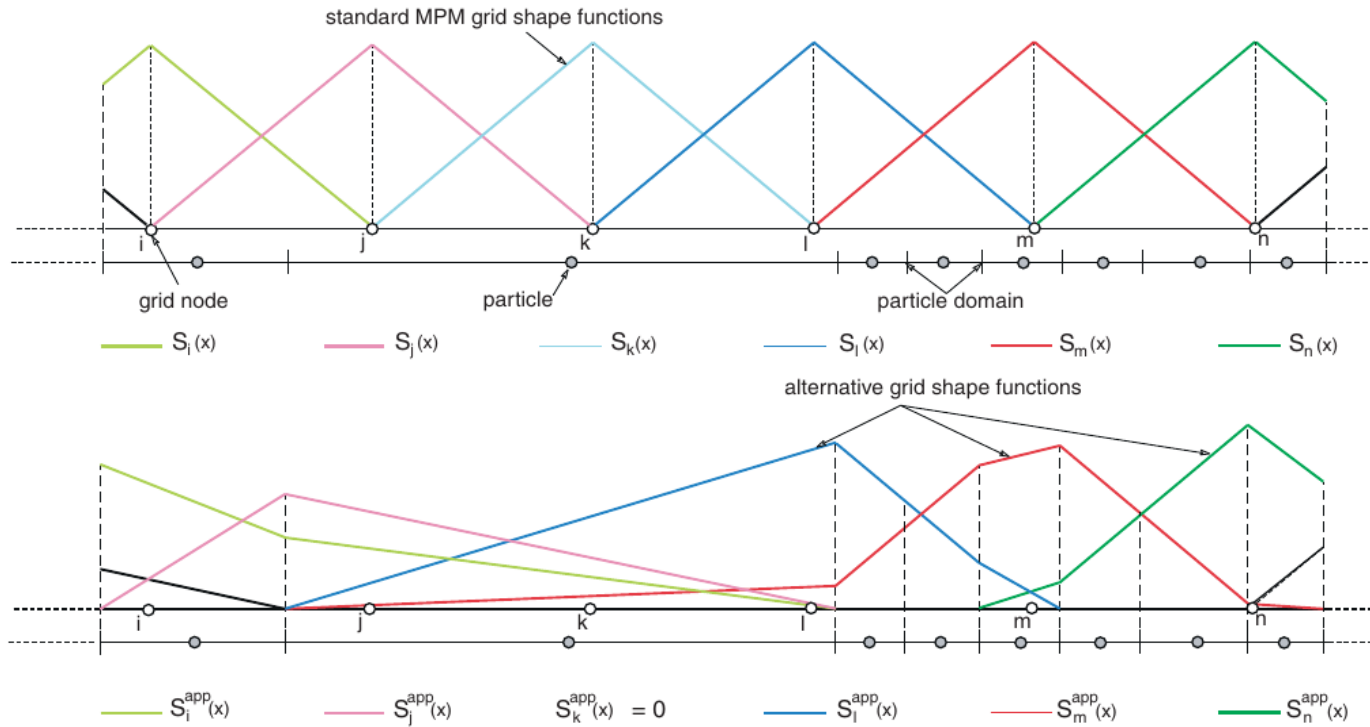 standard MPM grid shape functions
i j k l m n
grid node particle particle domain
S_i(x) S_j(x) S_k(x) S_l(x) S_m(x) S_n(x)
alternative grid shape functions
i j k l m n
S_i^app(x) S_j^app(x) S_k^app(x) = 0 S_l^app(x) S_m^app(x) S_n^app(x)